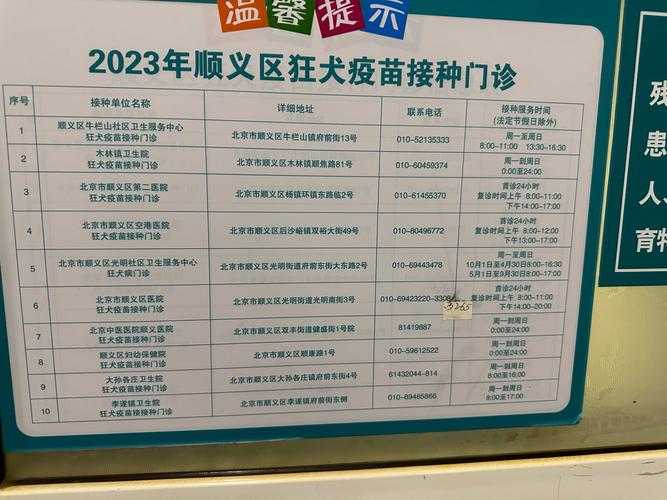 温馨提示
2023年顺义区狂犬疫苗接种门诊
序号 接种单位名称 详细地址 联系电话 接种服务时间
(法定节假日除外)
1 顺义区牛栏山社区卫生服务中心
狂犬疫苗接种门诊 北京市顺义区牛栏山镇府前街13号 010-52135333 周一至周日
8:00-11:00 13:30-16:30
2 木林镇卫生院
狂犬疫苗接种门诊 北京市顺义区木林镇顺焦路81号 010-60459374 周一到周日
0:00至24:00
3 北京市顺义区第二医院
狂犬疫苗接种门诊 北京市顺义区杨镇环镇东路临2号 010-61455370 首诊24小时
复诊时间上午 8:00-11:00
下午14:00-17:00
4 北京市顺义区空港医院
狂犬疫苗接种门诊 北京市顺义区后沙峪镇双裕大街49号 010-80496772 首诊24小时
复诊时间上午 8:00-12:00
下午13:00-17:00
5 北京市顺义区光明社区卫生服务中心
狂犬病门诊 北京市顺义区光明街道府前东街大东路2号 010-69443478 周一至周日
10月1日至4月30日8:00-16:30
5月1日至9月30日8:00-17:00
6 北京市顺义区医院
狂犬疫苗接种门诊 北京市顺义区光明街道光明南街3号 010-69423220- 3265 首诊24小时
复诊时间上午 8:00-11:00
下午14:00-20:00
7 北京中医医院顺义医院
狂犬疫苗接种门诊 北京市顺义区双丰街道健盛街1号院 81419887 周一到周日
0:00至24:00
8 顺义区妇幼保健院
狂犬疫苗接种门诊 北京市顺义区顺康路1号 010-59612522 周一到周日
0:00至24:00
9 大孙各庄卫生院
狂犬疫苗接种门诊 北京市顺义区大孙各庄镇府前东街4号 61432044-814 周一到周日
8:00至16:00
10 李遂镇卫生院
狂犬疫苗接种门诊 北京市顺义区李遂镇府前街东侧 010-89485866 周一到周日
8:00至17:00
残
患
人、
育特